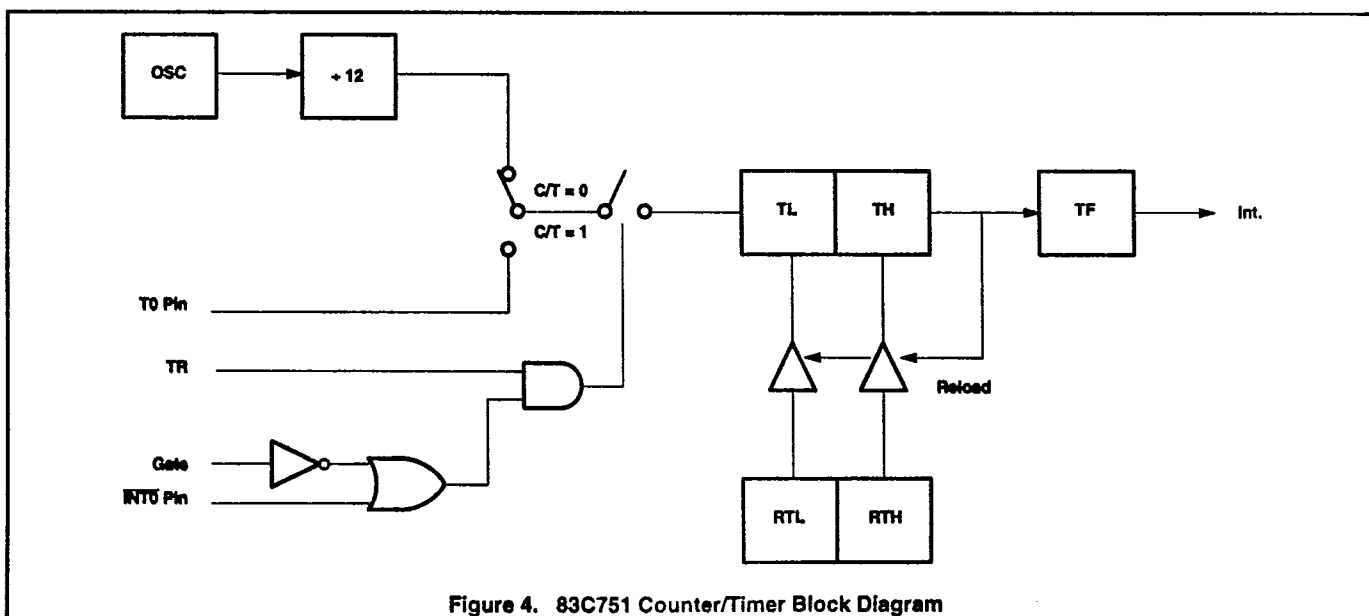 OSC
÷ 12
C/T = 0
C/T = 1
TL
TH
TF
Int.
T0 Pin
TR
Reload
Gate
INT0 Pin
RTL
RTH
Figure 4. 83C751 Counter/Timer Block Diagram